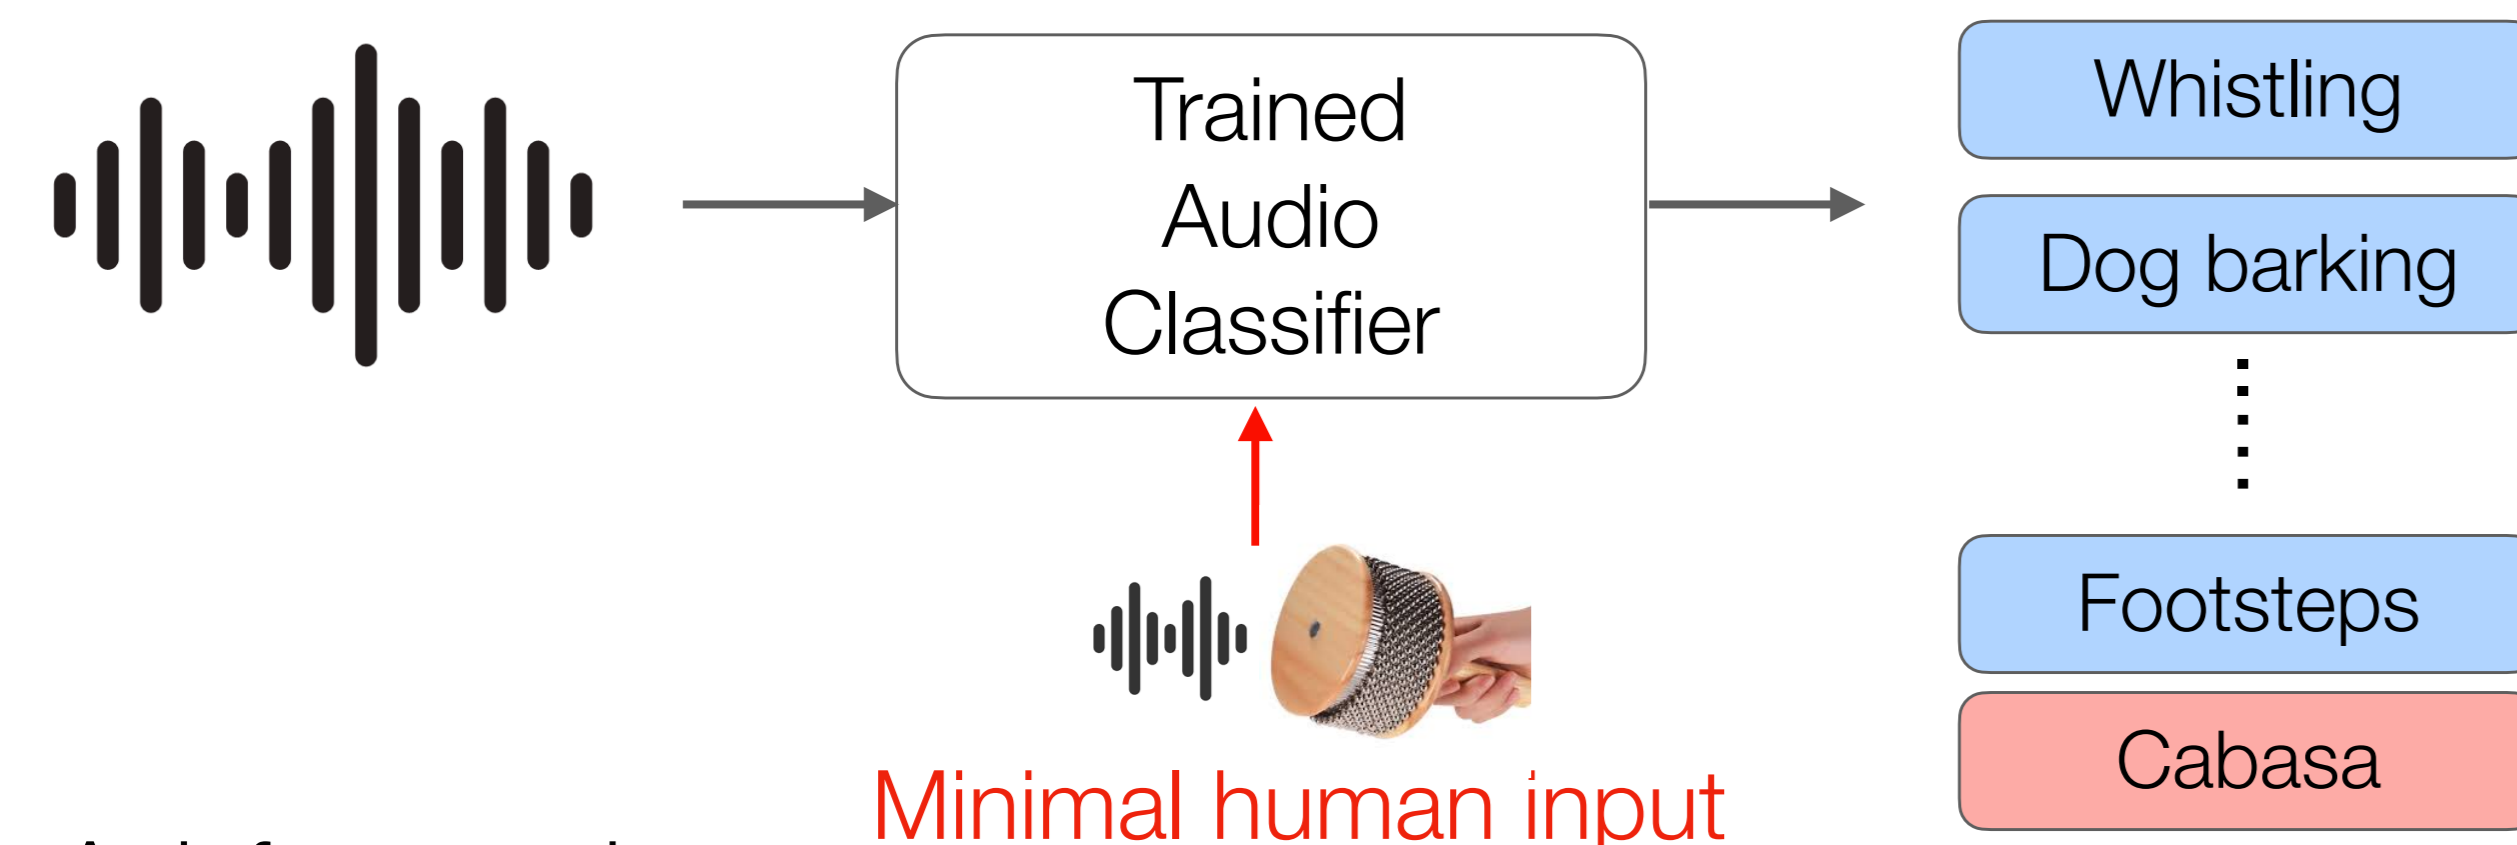 Trained
Audio
Classifier
Whistling
Dog barking
Footsteps
Cabasa
Minimal human input